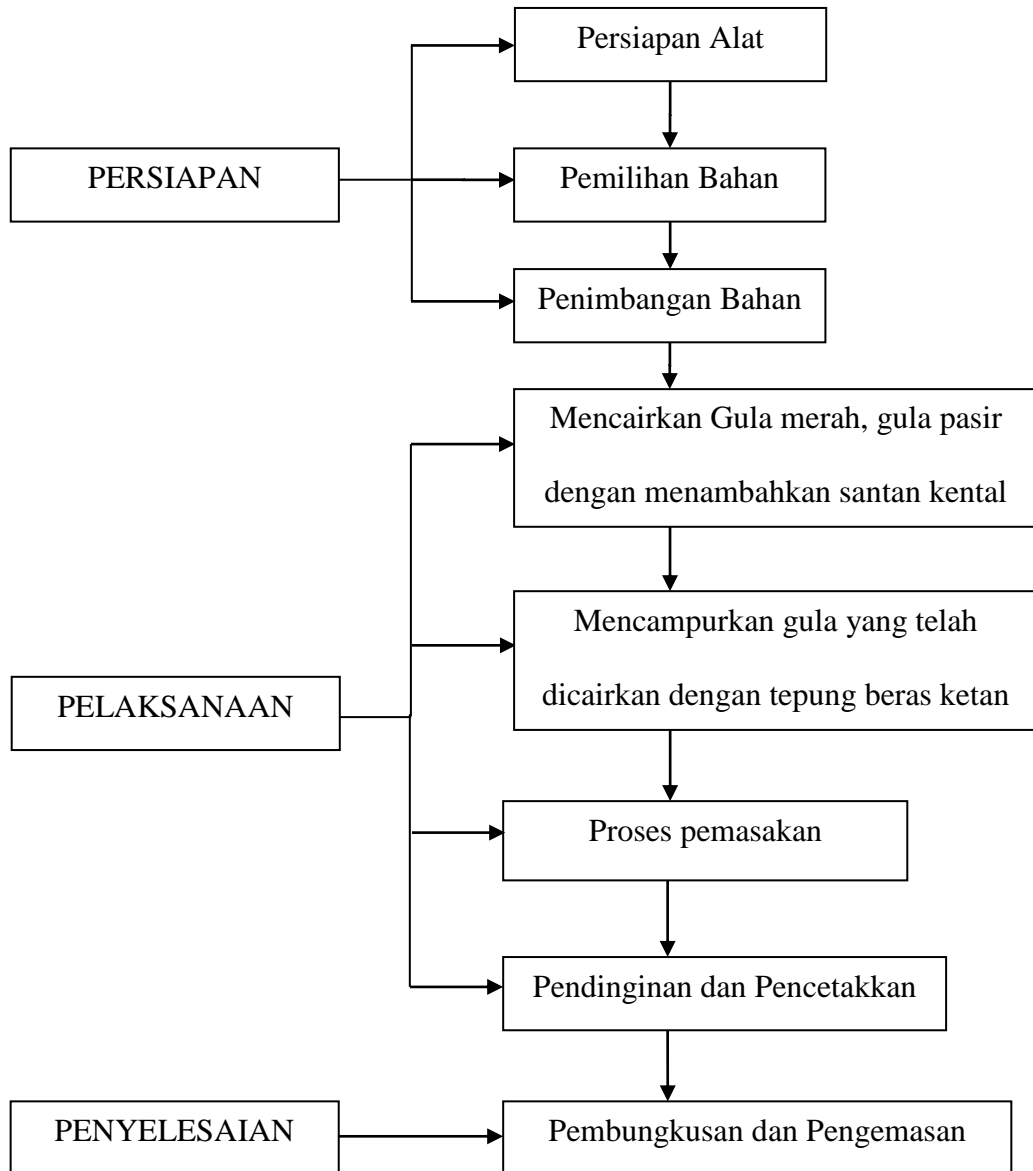 Persiapan Alat
PERSIAPAN
Pemilihan Bahan
Penimbangan Bahan
Mencairkan Gula merah, gula pasir
dengan menambahkan santan kental
Mencampurkan gula yang telah
dicairkan dengan tepung beras ketan
PELAKSANAAN
Proses pemasakan
Pendinginan dan Pencetakkan
PENYELESAIAN
Pembungkusan dan Pengemasan